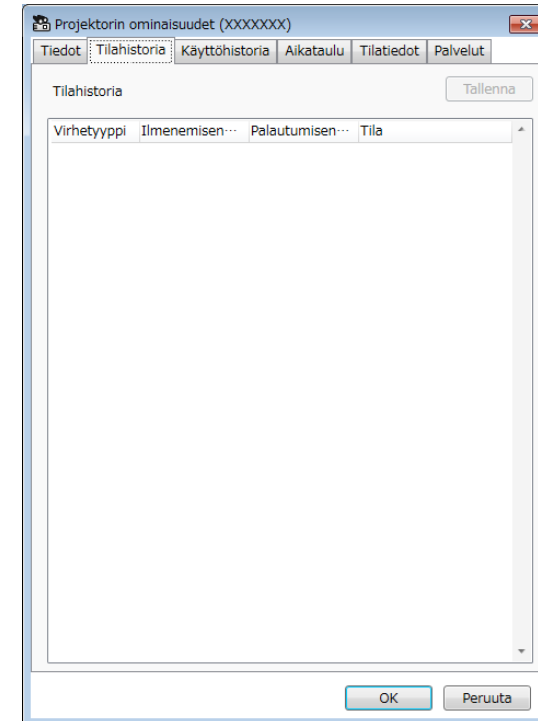 Projektorin ominaisuudet (XXXXXXX)
Tiedot Tilahistoria Käyttöhistoria Aikataulu Tilatiedot Palvelut
Tilahistoria Tallenna
Virhetyyppi Ilmenemisen··· Palautumisen··· Tila
OK Peruuta